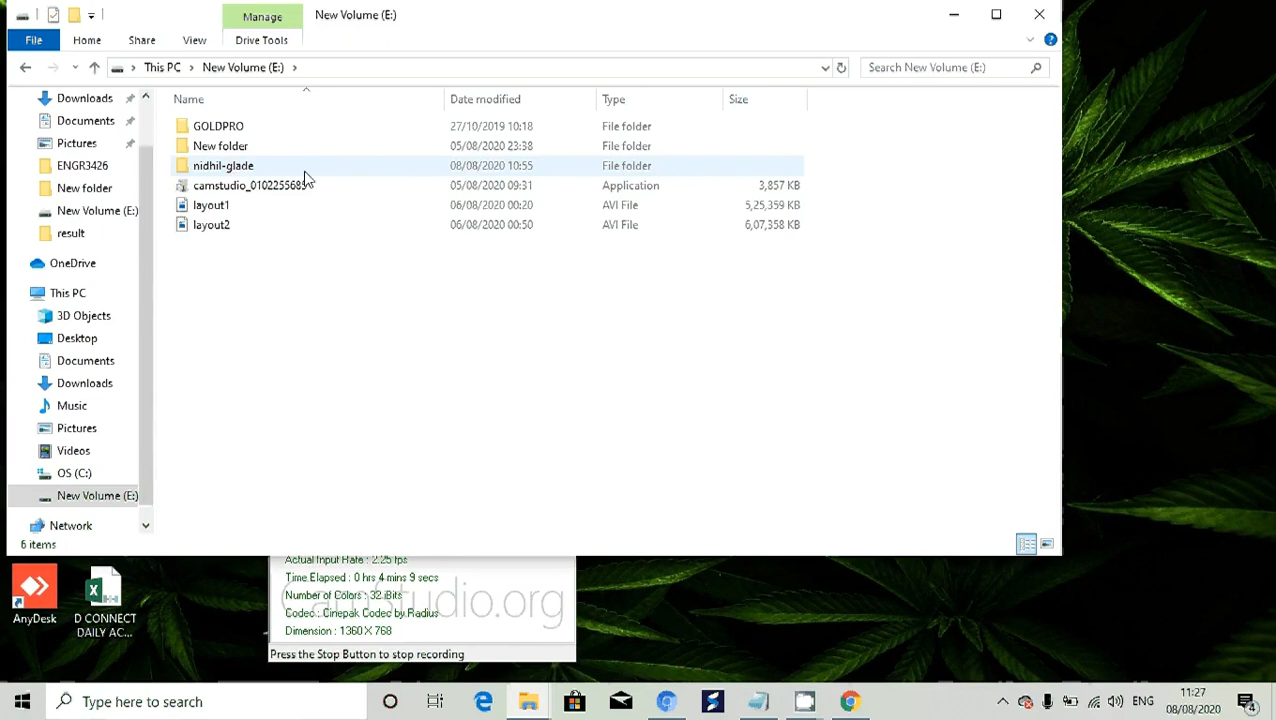 Manage
New Volume (E:)
File
Home
Share
View
Drive Tools
This PC
New Volume (E:)
Search New Volume (E:)
Name
Date modified
Type
Size
Downloads
Documents
Pictures
ENGR3426
New folder
New Volume (E:)
result
OneDrive
This PC
3D Objects
Desktop
Documents
Downloads
Music
Pictures
Videos
OS (C:)
New Volume (E:)
Network
GOLDPRO 27/10/2019 10:18 File folder
New folder 05/08/2020 23:38 File folder
nidhil-glade 08/08/2020 10:55 File folder
camstudio_0102255685 05/08/2020 09:31 Application 3,857 KB
layout1 06/08/2020 00:20 AVI File 5,25,359 KB
layout2 06/08/2020 00:50 AVI File 6,07,358 KB
6 items
Actual Input Rate : 2.25 fps
Time Elapsed : 0 hrs 4 mins 9 secs
Number of Colors : 32 Bits
Codec : Cinepak Codec by Radius
Dimension : 1360 X 768
Camstudio.org
Press the Stop Button to stop recording
AnyDesk
D CONNECT
DAILY AC...
Type here to search
ENG
11:27
08/08/2020
4